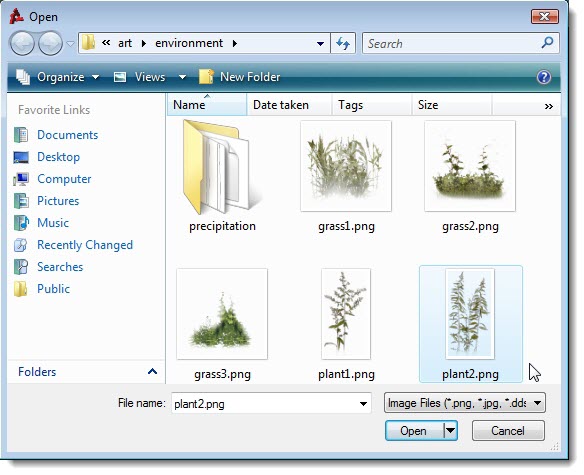 Open
« art environment
Search
Organize Views New Folder ?
Favorite Links
Documents
Desktop
Computer
Pictures
Music
Recently Changed
Searches
Public
Folders
Name Date taken Tags Size »
precipitation
grass1.png
grass2.png
grass3.png
plant1.png
plant2.png
File name: plant2.png
Image Files (*.png, *.jpg, *.dds
Open Cancel